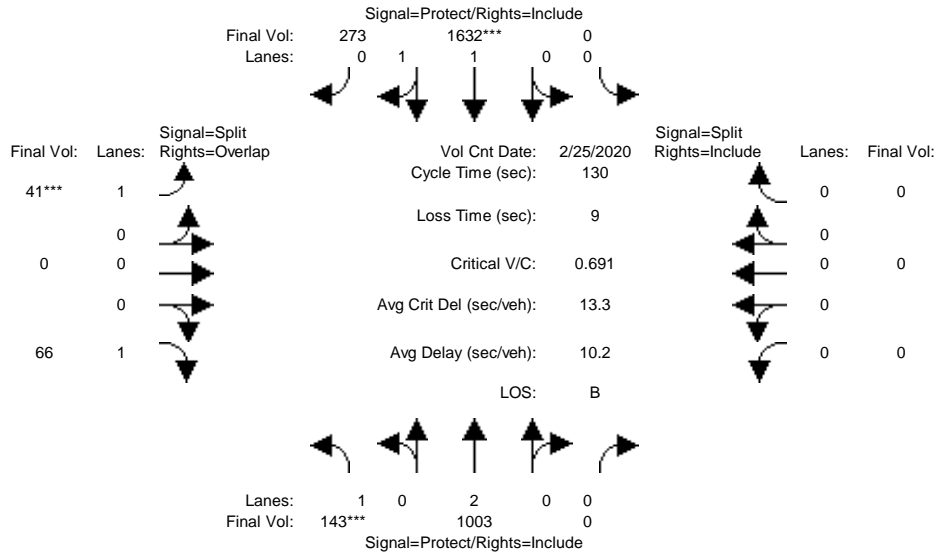 Signal=Protect/Rights=Include
Final Vol: 273 1632*** 0
Lanes: 0 1 1 0 0
Signal=Split Signal=Split
Final Vol: Lanes: Rights=Overlap Vol Cnt Date: 2/25/2020 Rights=Include Lanes: Final Vol:
Cycle Time (sec): 130
41*** 1 0 0
Loss Time (sec): 9
0 0
0 0 Critical V/C: 0.691 0 0
0 Avg Crit Del (sec/veh): 13.3 0
66 1 Avg Delay (sec/veh): 10.2 0 0
LOS: B
Lanes: 1 0 2 0 0
Final Vol: 143*** 1003 0
Signal=Protect/Rights=Include